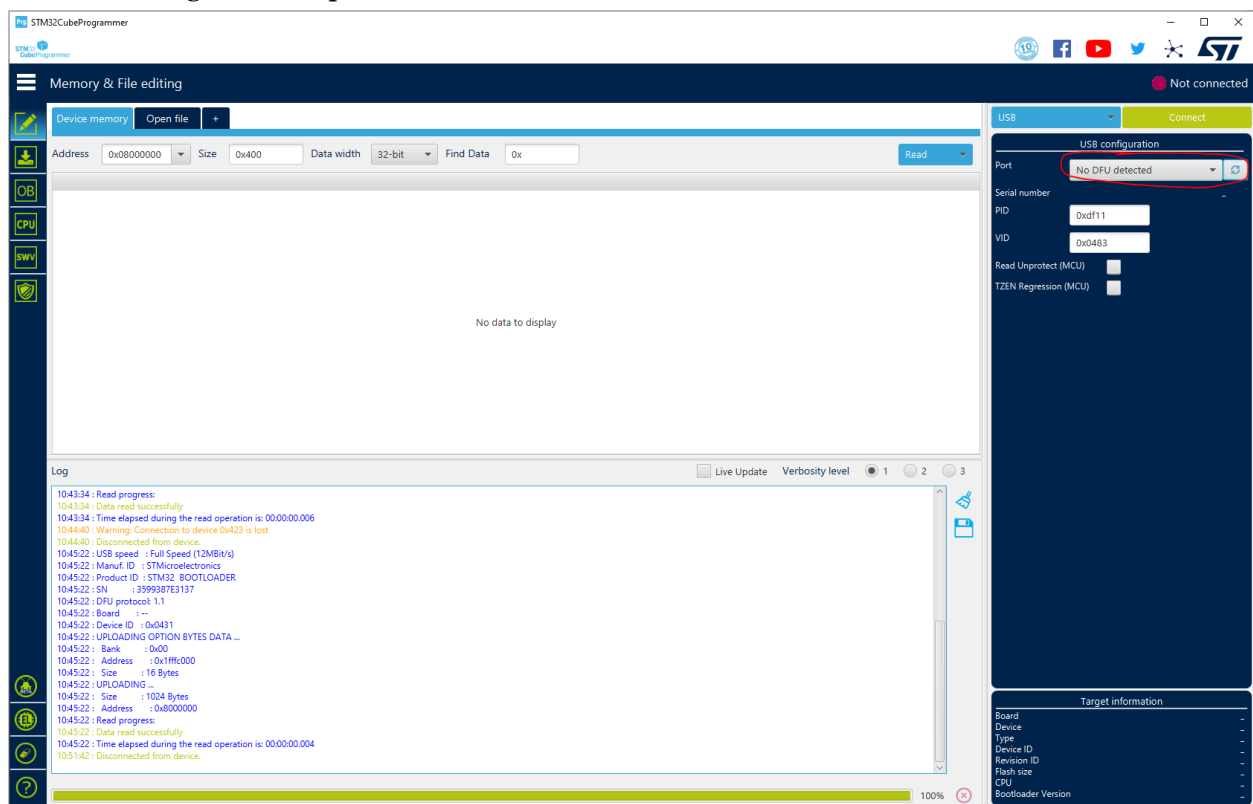 Prg STM32CubeProgrammer
STM32
CubeProgrammer
10
Memory & File editing
Not connected
Device memory Open file +
USB Connect
Address 0x08000000 Size 0x400 Data width 32-bit Find Data 0x Read
USB configuration
Port No DFU detected
Serial number -
PID 0xdf11
VID 0x0483
Read Unprotect (MCU)
TZEN Regression (MCU)
OB
CPU
SWV
No data to display
Log Live Update Verbosity level 1 2 3
10:43:34 : Read progress:
10:43:34 : Data read successfully
10:43:34 : Time elapsed during the read operation is: 00:00:00.006
10:44:40 : Warning: Connection to device 0x423 is lost
10:44:40 : Disconnected from device.
10:45:22 : USB speed : Full Speed (12MBit/s)
10:45:22 : Manuf. ID : STMicroelectronics
10:45:22 : Product ID : STM32 BOOTLOADER
10:45:22 : SN : 3599387E3137
10:45:22 : DFU protocol: 1.1
10:45:22 : Board : --
10:45:22 : Device ID : 0x0431
10:45:22 : UPLOADING OPTION BYTES DATA ...
10:45:22 : Bank : 0x00
10:45:22 : Address : 0x1fffc000
10:45:22 : Size : 16 Bytes
10:45:22 : UPLOADING ...
10:45:22 : Size : 1024 Bytes
10:45:22 : Address : 0x8000000
10:45:22 : Read progress:
10:45:22 : Data read successfully
10:45:22 : Time elapsed during the read operation is: 00:00:00.004
10:51:42 : Disconnected from device.
100%
BETA
EL
?
Target information
Board -
Device -
Type -
Device ID -
Revision ID -
Flash size -
CPU -
Bootloader Version -